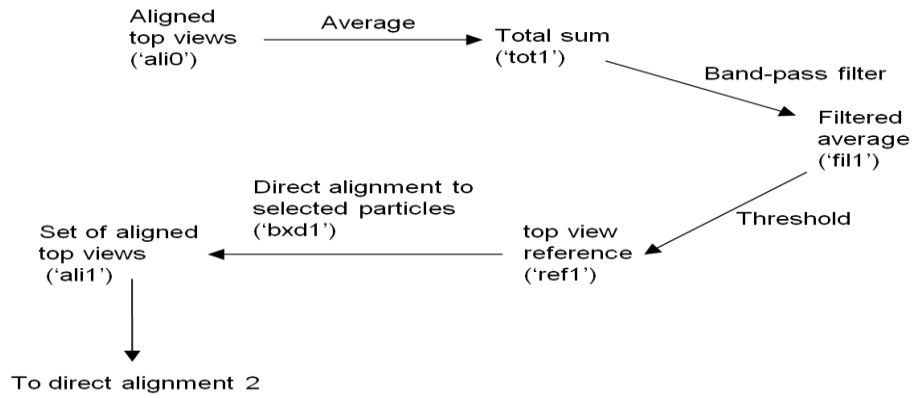 Aligned
top views
('ali0')
Average
Total sum
('tot1')
Band-pass filter
Filtered
average
('fil1')
Threshold
top view
reference
('ref1')
Direct alignment to
selected particles
('bxd1')
Set of aligned
top views
('ali1')
To direct alignment 2